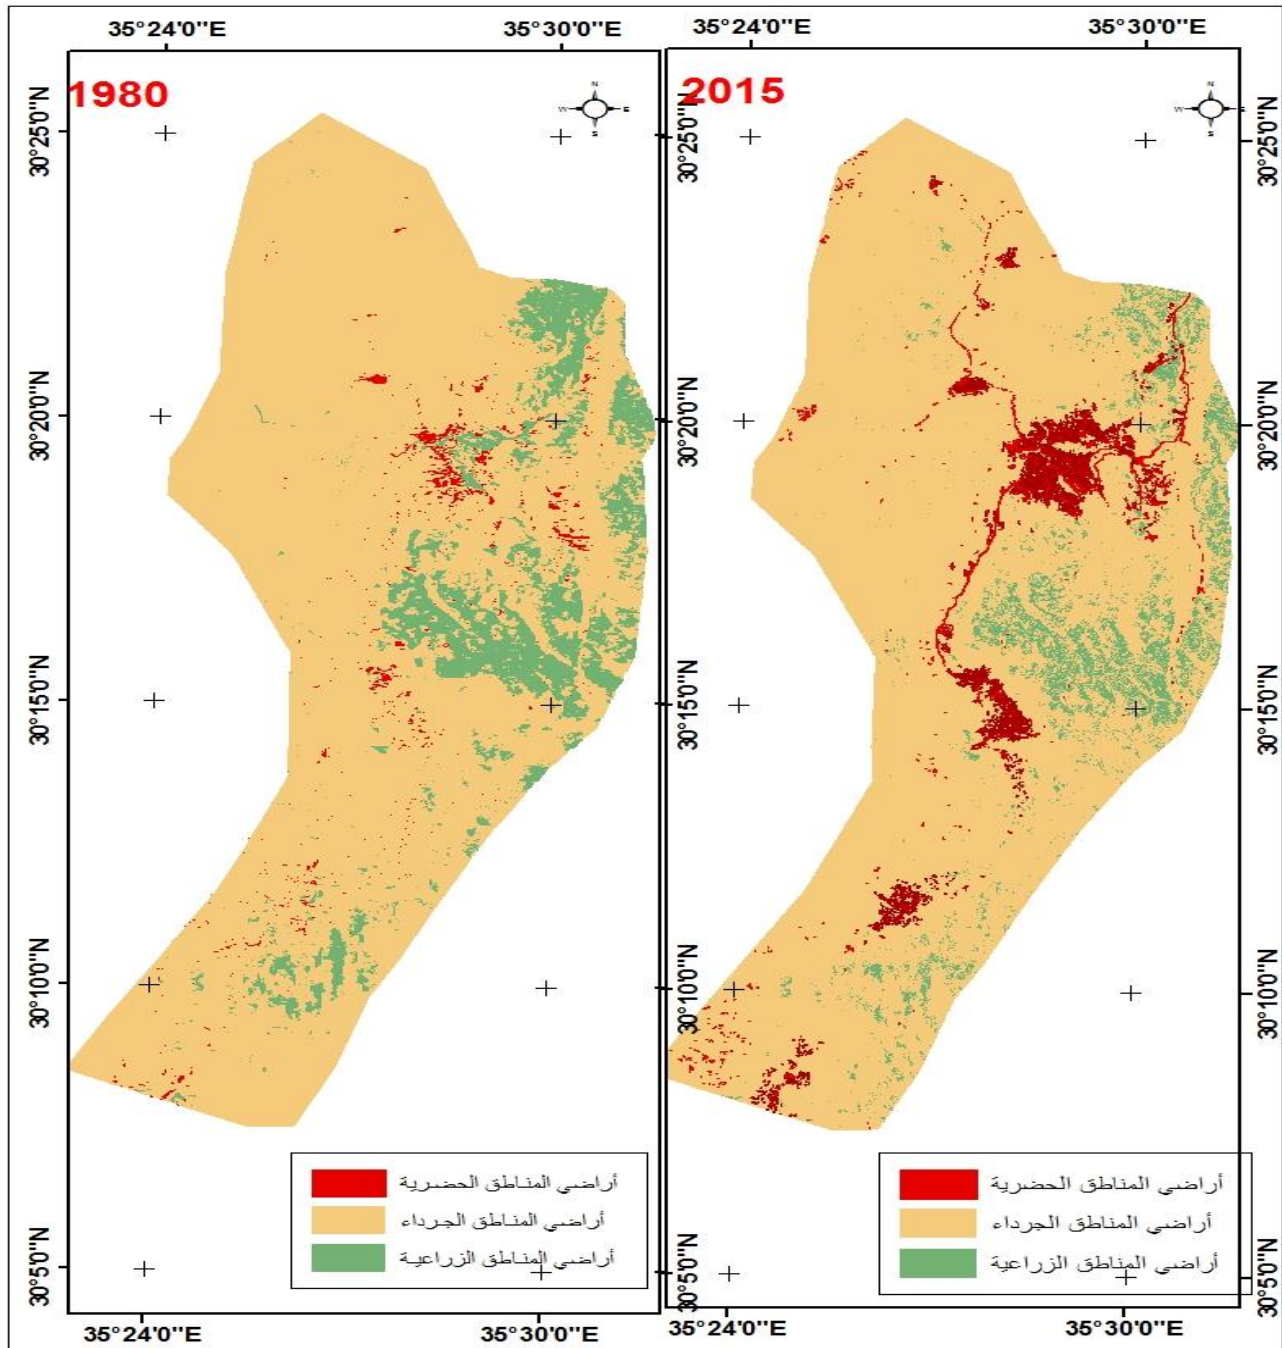 35°24'0"E 35°30'0"E 35°24'0"E 35°30'0"E
1980 2015
N N
W E W E
S S
30°25'0"N 30°25'0"N 30°25'0"N
30°20'0"N 30°20'0"N 30°20'0"N
30°15'0"N 30°15'0"N 30°15'0"N
30°10'0"N 30°10'0"N 30°10'0"N
30°5'0"N 30°5'0"N 30°5'0"N
أراضي المناطق الحضرية
أراضي المناطق الجرداء
أراضي المناطق الزراعية
أراضي المناطق الحضرية
أراضي المناطق الجرداء
أراضي المناطق الزراعية
35°24'0"E 35°30'0"E 35°24'0"E 35°30'0"E